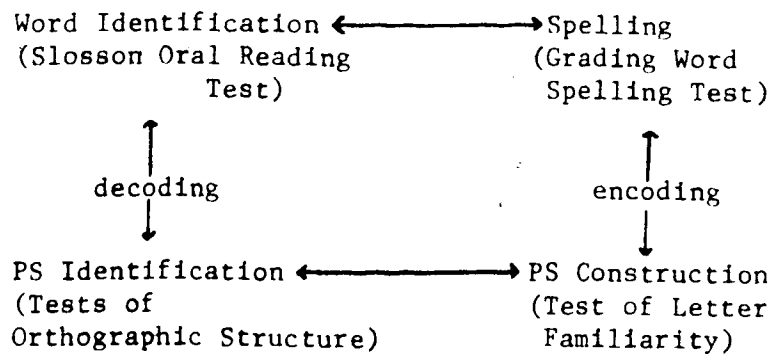 Word Identification
Spelling
(Slosson Oral Reading
Test)
(Grading Word
Spelling Test)
decoding
encoding
PS Identification
PS Construction
(Tests of
Orthographic Structure)
(Test of Letter
Familiarity)